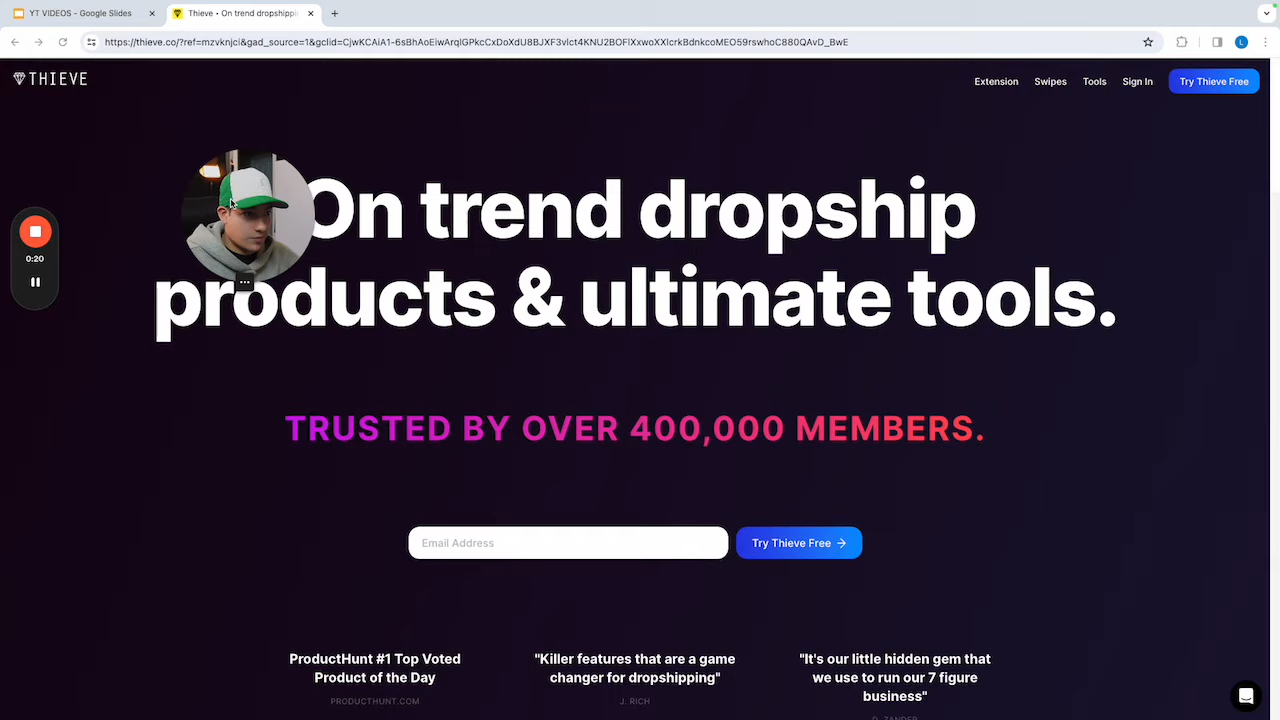 YT VIDEOS - Google Slides
Thieve • On trend dropshippi
https://thieve.co/?ref=mzvknjcl&gad_source=1&gclid=
L
THIEVE
Extension
Swipes
Tools
Sign In
Try Thieve Free
On trend dropship
products & ultimate tools.
0:20
TRUSTED BY OVER 400,000 MEMBERS.
Email Address
Try Thieve Free →
ProductHunt #1 Top Voted
Product of the Day
PRODUCTHUNT.COM
"Killer features that are a game
changer for dropshipping"
J. RICH
"It's our little hidden gem that
we use to run our 7 figure
business"
D. ZANDER